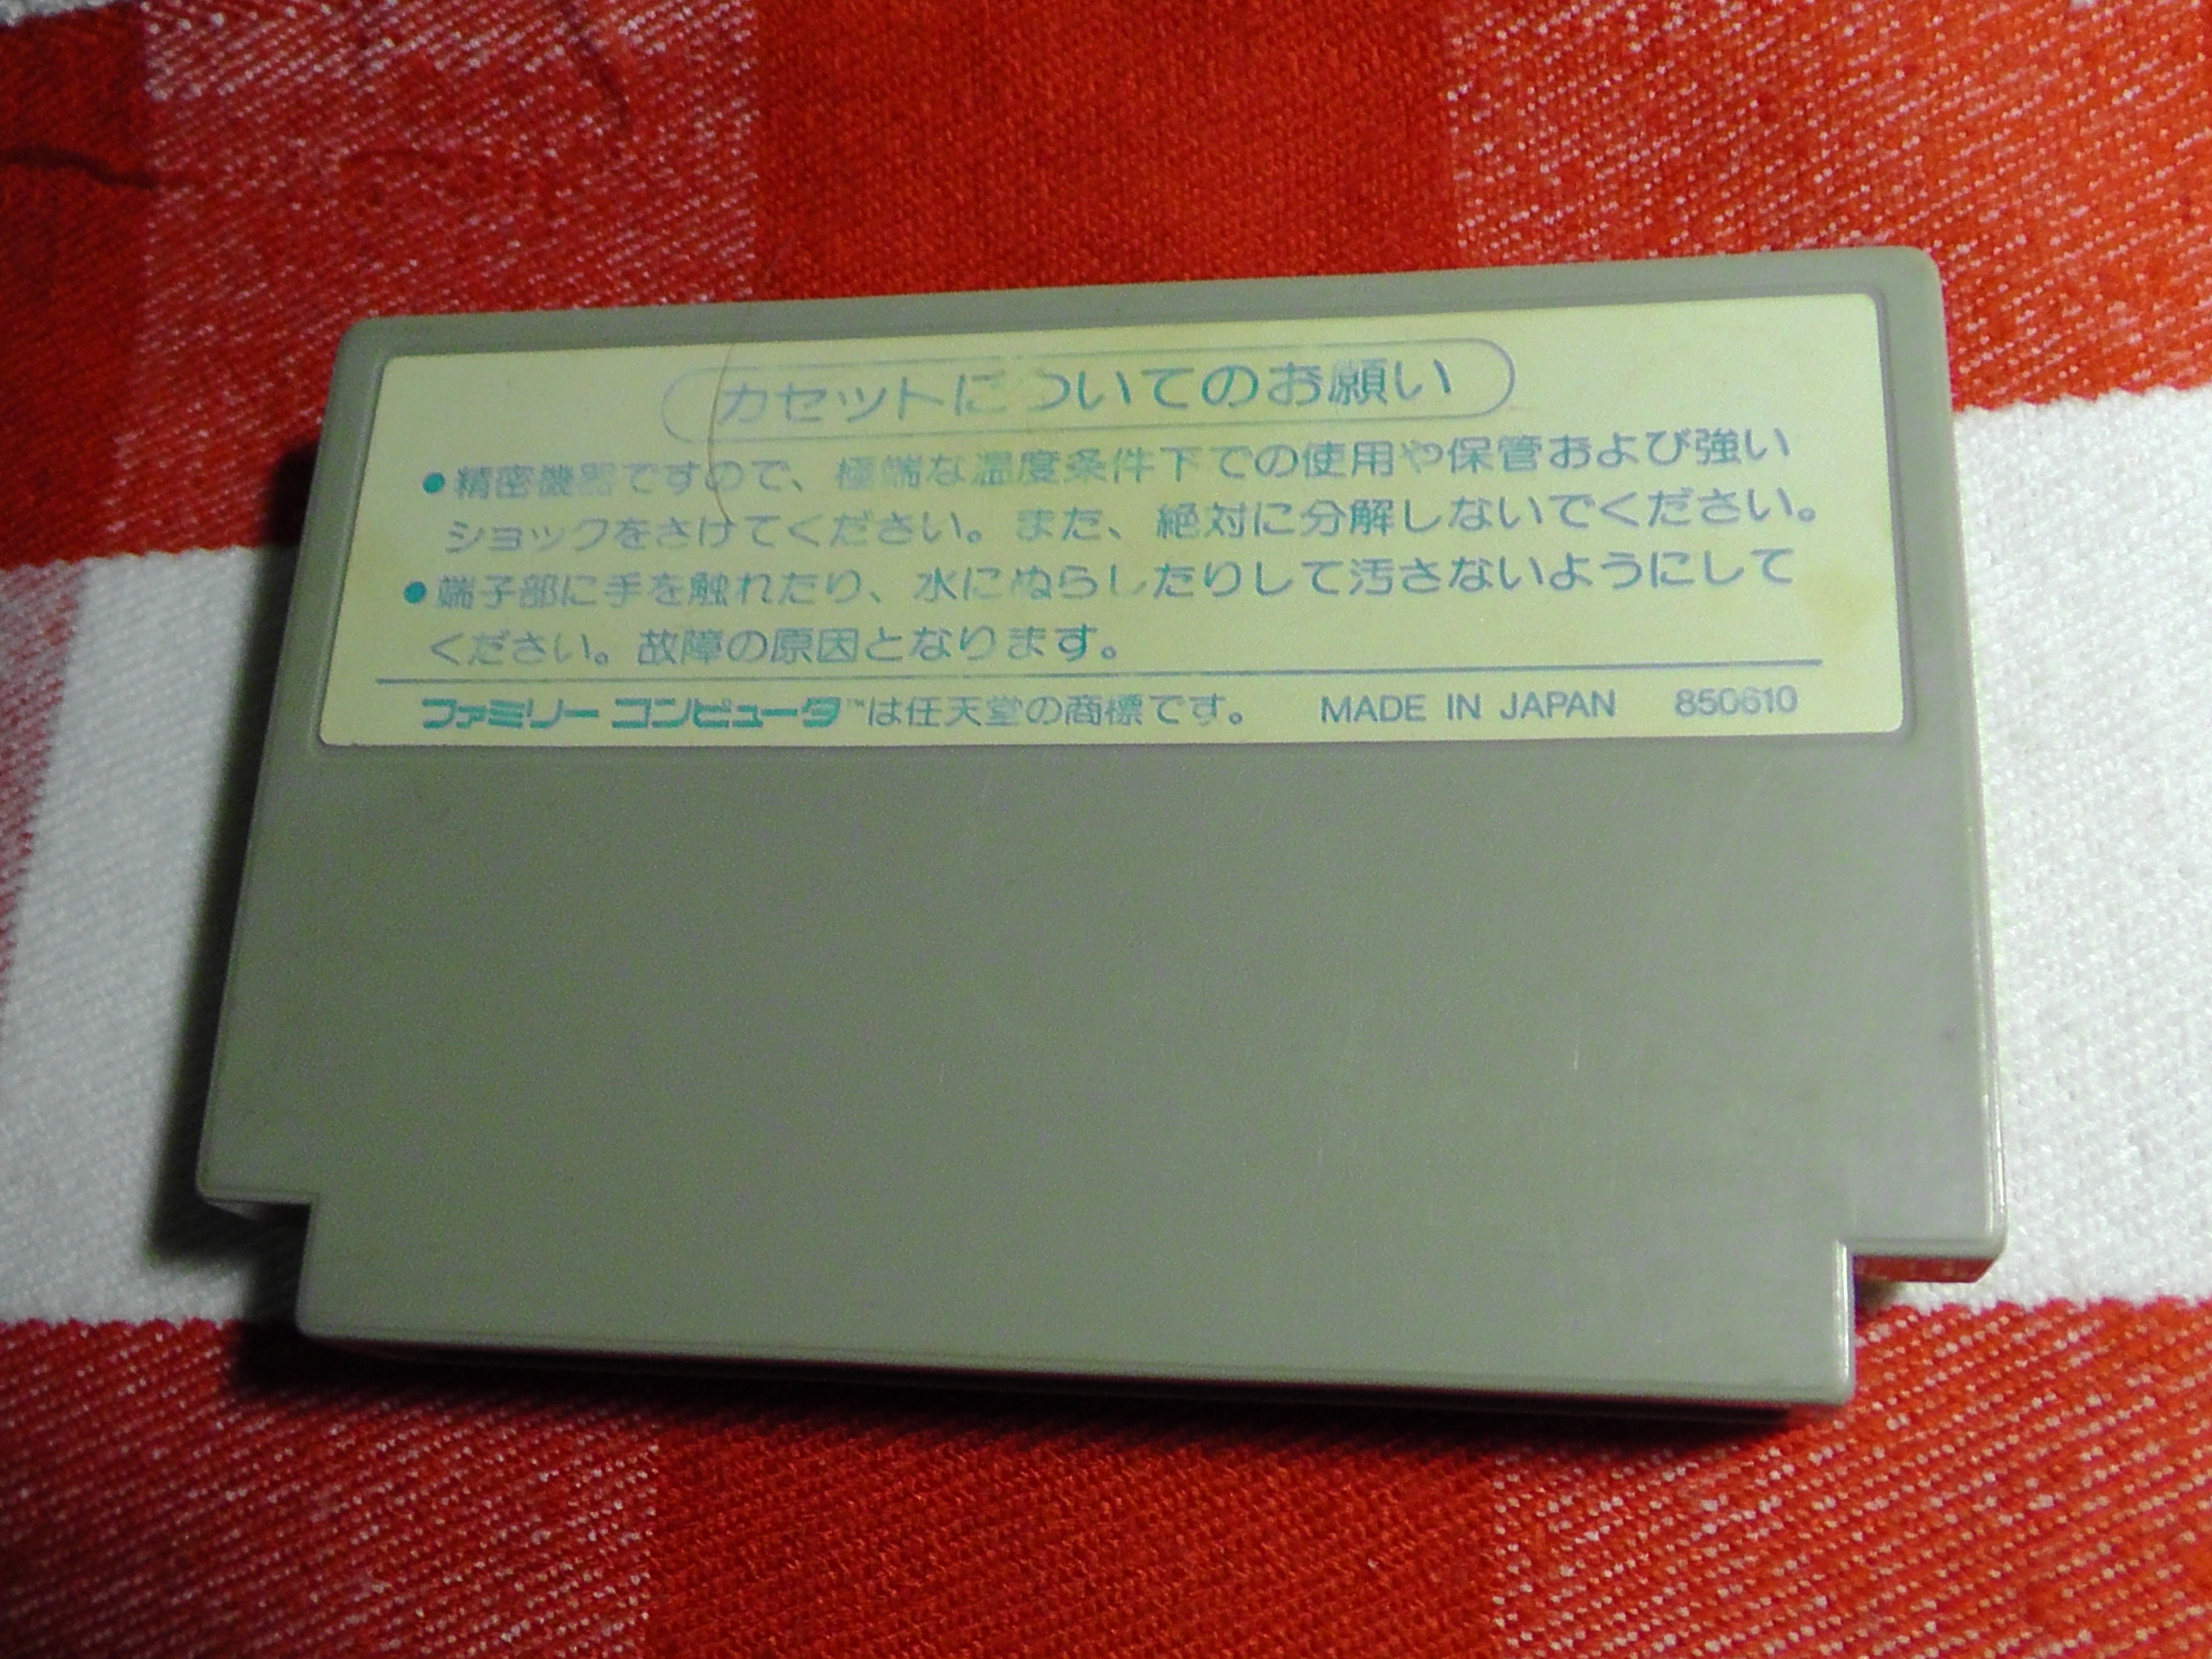 カセットについてのお願い
●精密機器ですので、極端な温度条件下での使用や保管および強い
ショックをさけてください。また、絶対に分解しないでください。
●端子部に手を触れたり、水にぬらしたりして汚さないようにして
ください。故障の原因となります。
ファミリー コンピュータ™は任天堂の商標です。 MADE IN JAPAN 850610